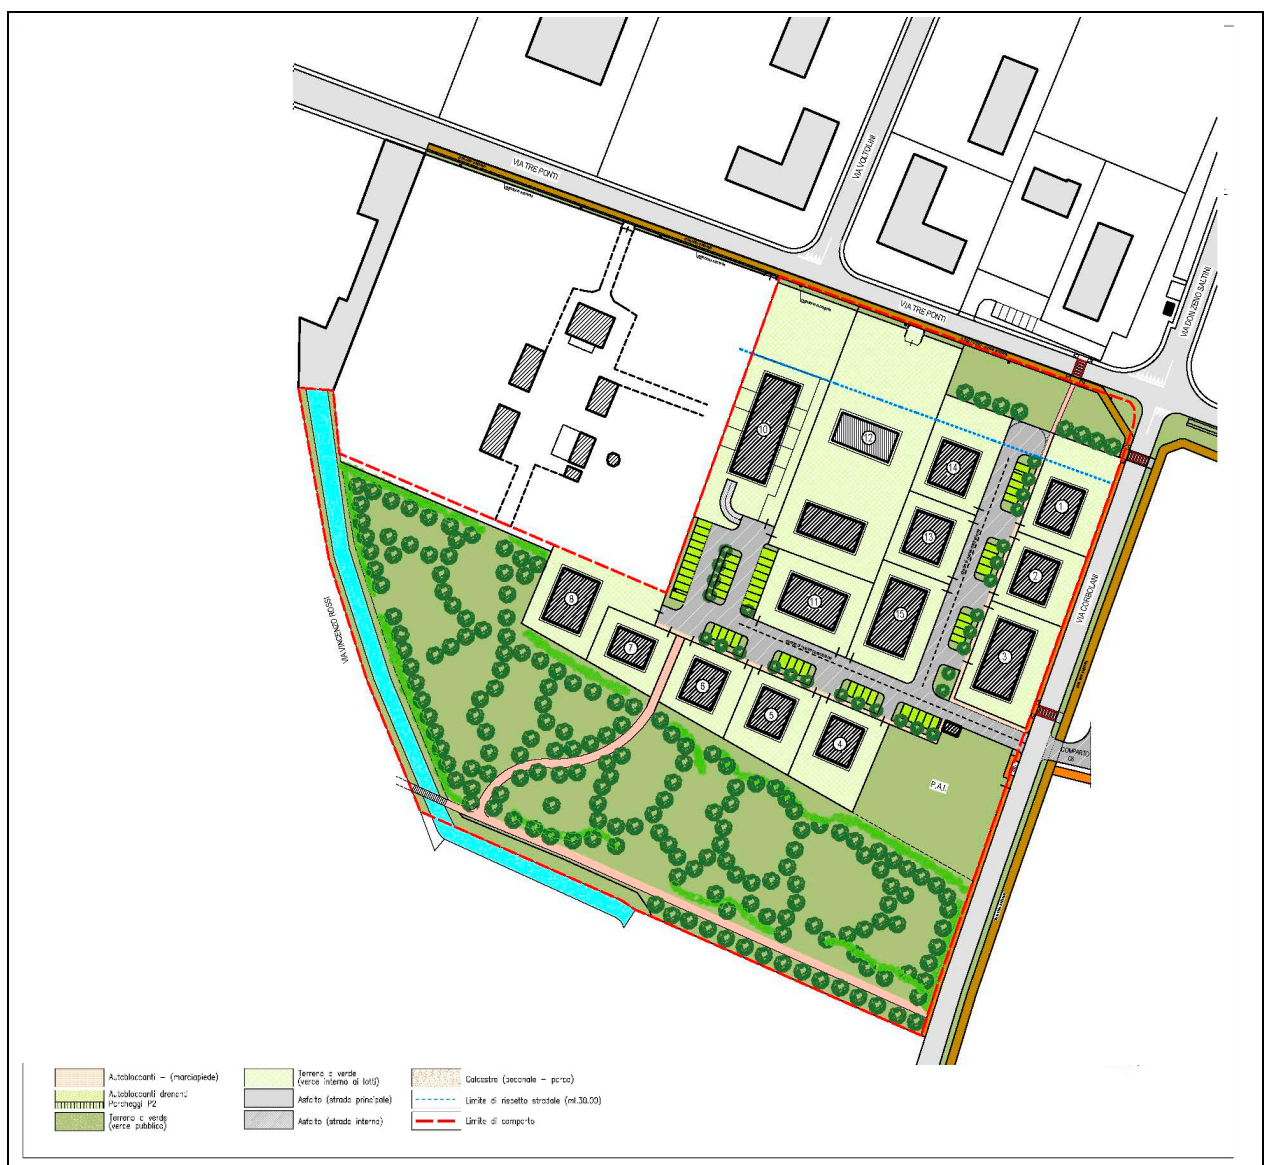 VIA TRE PONTI
VIA VOLTOLINI
VIA TRE PONTI
VIA DON ZENO SALTINI
10
12
14
1
13
2
11
15
3
8
7
6
5
4
VIA CORBOLANI
VIA VINCENZO ROSSI
COMPARTO
P.A.I.
Autobloccanti - (marciapiede)
Autobloccanti drenanti
Parcheggi P2
Terreno a verde
(verde pubblico)
Terreno a verde
(verde interno ai lotti)
Asfalto (strada principale)
Asfalto (strada interna)
Calcestre (pedonale - parco)
Limite di rispetto stradale (ml.30.00)
Limite di comparto